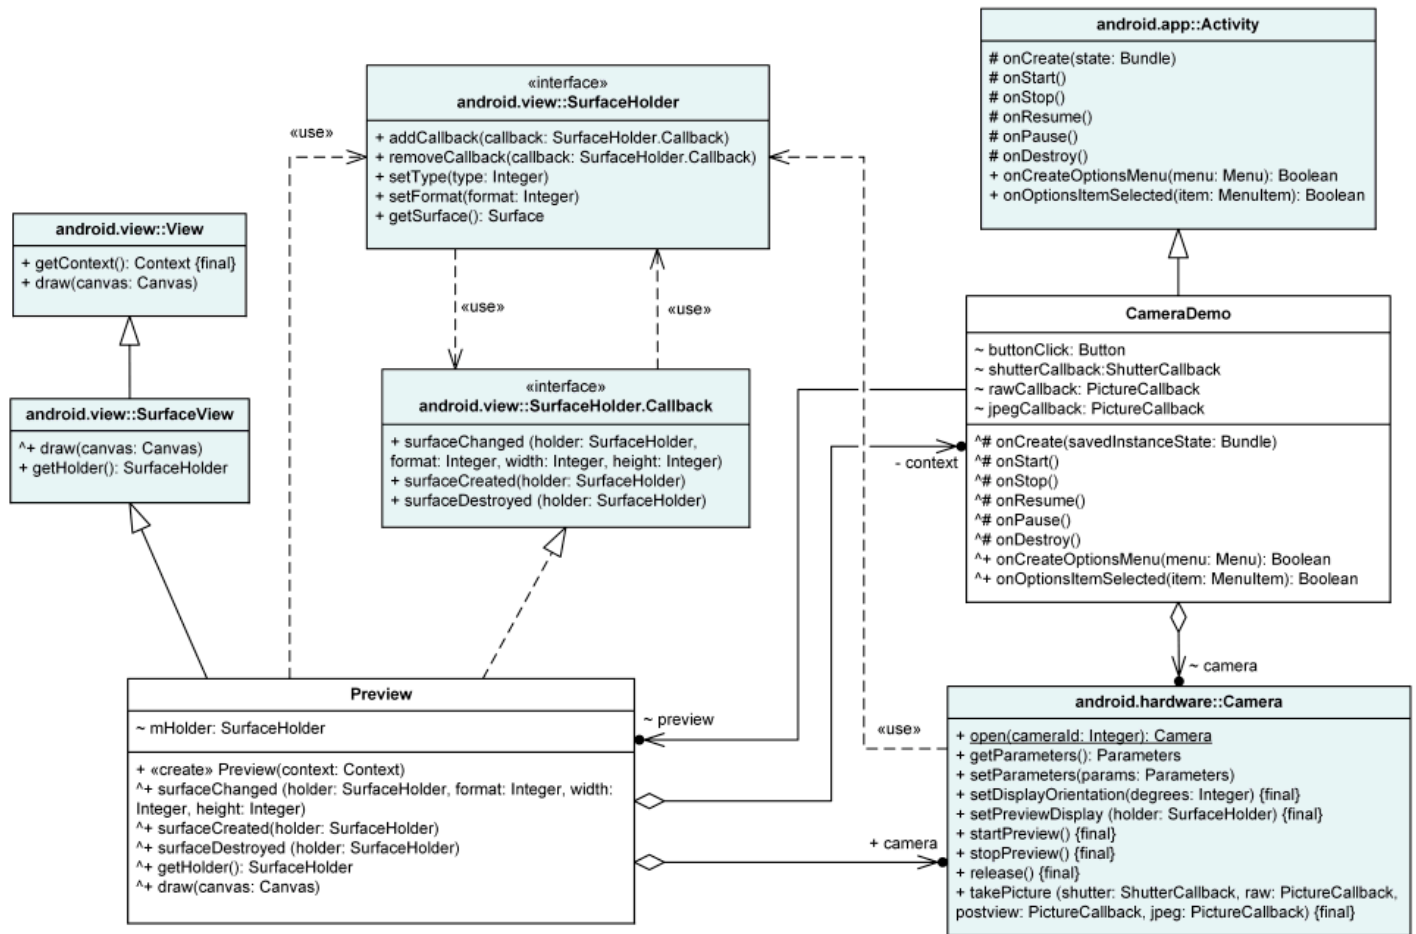 android.app::Activity
# onCreate(state: Bundle)
# onStart()
# onStop()
# onResume()
# onPause()
# onDestroy()
+ onCreateOptionsMenu(menu: Menu): Boolean
+ onOptionsItemSelected(item: MenuItem): Boolean
«interface»
android.view::SurfaceHolder
+ addCallback(callback: SurfaceHolder.Callback)
+ removeCallback(callback: SurfaceHolder.Callback)
+ setType(type: Integer)
+ setFormat(format: Integer)
+ getSurface(): Surface
«use»
android.view::View
+ getContext(): Context {final}
+ draw(canvas: Canvas)
«use»
«use»
CameraDemo
~ buttonClick: Button
~ shutterCallback:ShutterCallback
~ rawCallback: PictureCallback
~ jpegCallback: PictureCallback
^# onCreate(savedInstanceState: Bundle)
^# onStart()
^# onStop()
^# onResume()
^# onPause()
^# onDestroy()
^+ onCreateOptionsMenu(menu: Menu): Boolean
^+ onOptionsItemSelected(item: MenuItem): Boolean
«interface»
android.view::SurfaceHolder.Callback
+ surfaceChanged (holder: SurfaceHolder,
format: Integer, width: Integer, height: Integer)
+ surfaceCreated(holder: SurfaceHolder)
+ surfaceDestroyed (holder: SurfaceHolder)
android.view::SurfaceView
^+ draw(canvas: Canvas)
+ getHolder(): SurfaceHolder
- context
~ camera
Preview
~ mHolder: SurfaceHolder
+ «create» Preview(context: Context)
^+ surfaceChanged (holder: SurfaceHolder, format: Integer, width:
Integer, height: Integer)
^+ surfaceCreated(holder: SurfaceHolder)
^+ surfaceDestroyed (holder: SurfaceHolder)
^+ getHolder(): SurfaceHolder
^+ draw(canvas: Canvas)
~ preview
«use»
+ camera
android.hardware::Camera
+ open(cameraId: Integer): Camera
+ getParameters(): Parameters
+ setParameters(params: Parameters)
+ setDisplayOrientation(degrees: Integer) {final}
+ setPreviewDisplay (holder: SurfaceHolder) {final}
+ startPreview() {final}
+ stopPreview() {final}
+ release() {final}
+ takePicture (shutter: ShutterCallback, raw: PictureCallback,
postview: PictureCallback, jpeg: PictureCallback) {final}